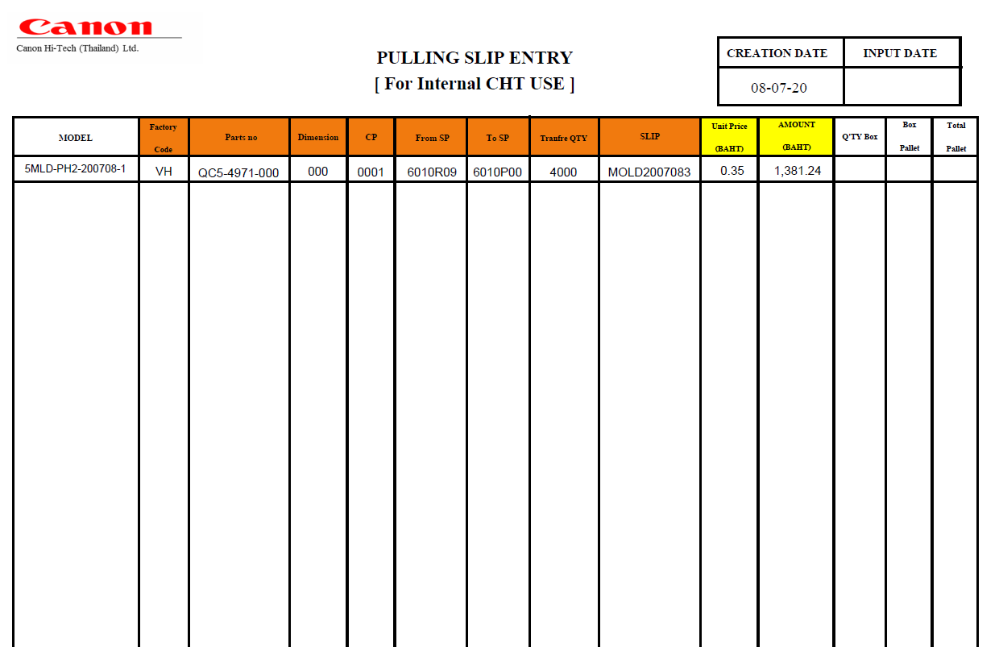 Canon
Canon Hi-Tech (Thailand) Ltd.
PULLING SLIP ENTRY
[ For Internal CHT USE ]
CREATION DATE INPUT DATE
08-07-20
MODEL Factory Code Parts no Dimension CP From SP To SP Tranfre QTY SLIP Unit Price (BAHT) AMOUNT (BAHT) Q'TY Box Box Pallet Total Pallet
5MLD-PH2-200708-1 VH QC5-4971-000 000 0001 6010R09 6010P00 4000 MOLD2007083 0.35 1,381.24